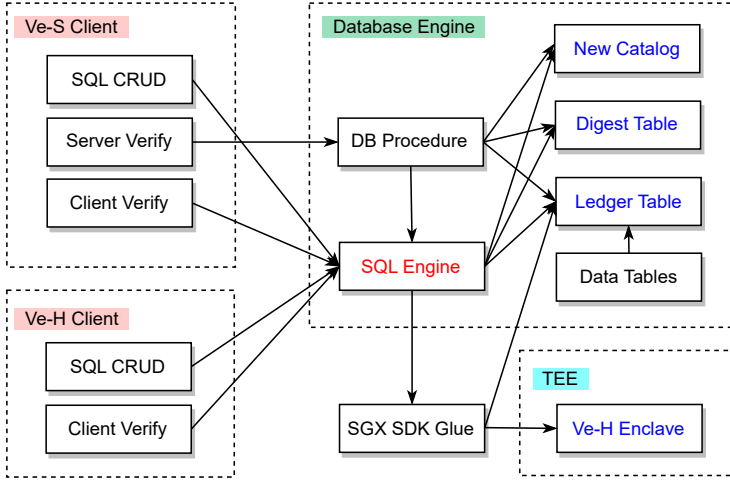 Ve-S Client
SQL CRUD
Server Verify
Client Verify
Ve-H Client
SQL CRUD
Client Verify
Database Engine
DB Procedure
SQL Engine
SGX SDK Glue
New Catalog
Digest Table
Ledger Table
Data Tables
TEE
Ve-H Enclave